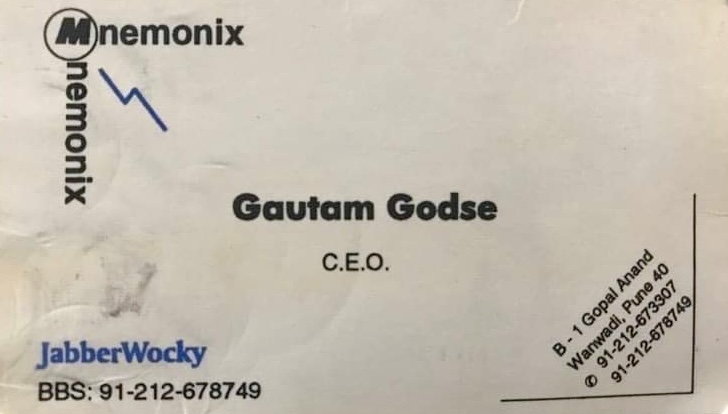 Mnemonix
nemonix
Gautam Godse
C.E.O.
B - 1 Gopal Anand
Wanwadi, Pune 40
✆ 91-212-673307
91-212-678749
JabberWocky
BBS: 91-212-678749